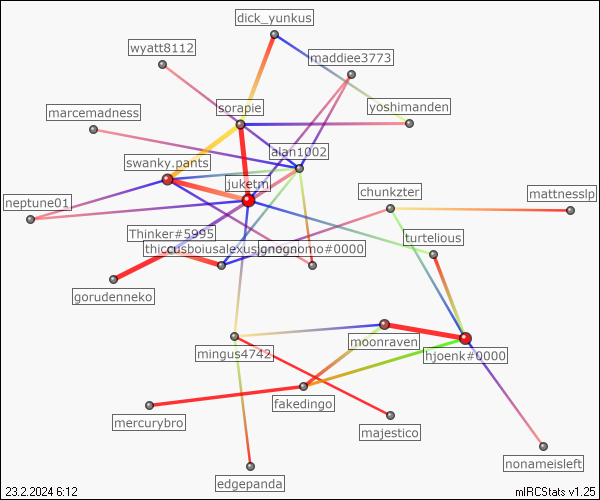 dick_yunkus
wyatt8112
maddiee3773
sorapie
yoshimanden
marcemadness
alan1002
swanky.pants
juketm
chunkzter
mattnesslp
neptune01
Thinker#5995
turtelious
thiccusboiusalexus
gnognomo#0000
gorudenneko
moonraven
mingus4742
hjoenk#0000
fakedingo
mercurybro
majestico
nonameisleft
edgepanda
23.2.2024 6:12
mIRCStats v1.25